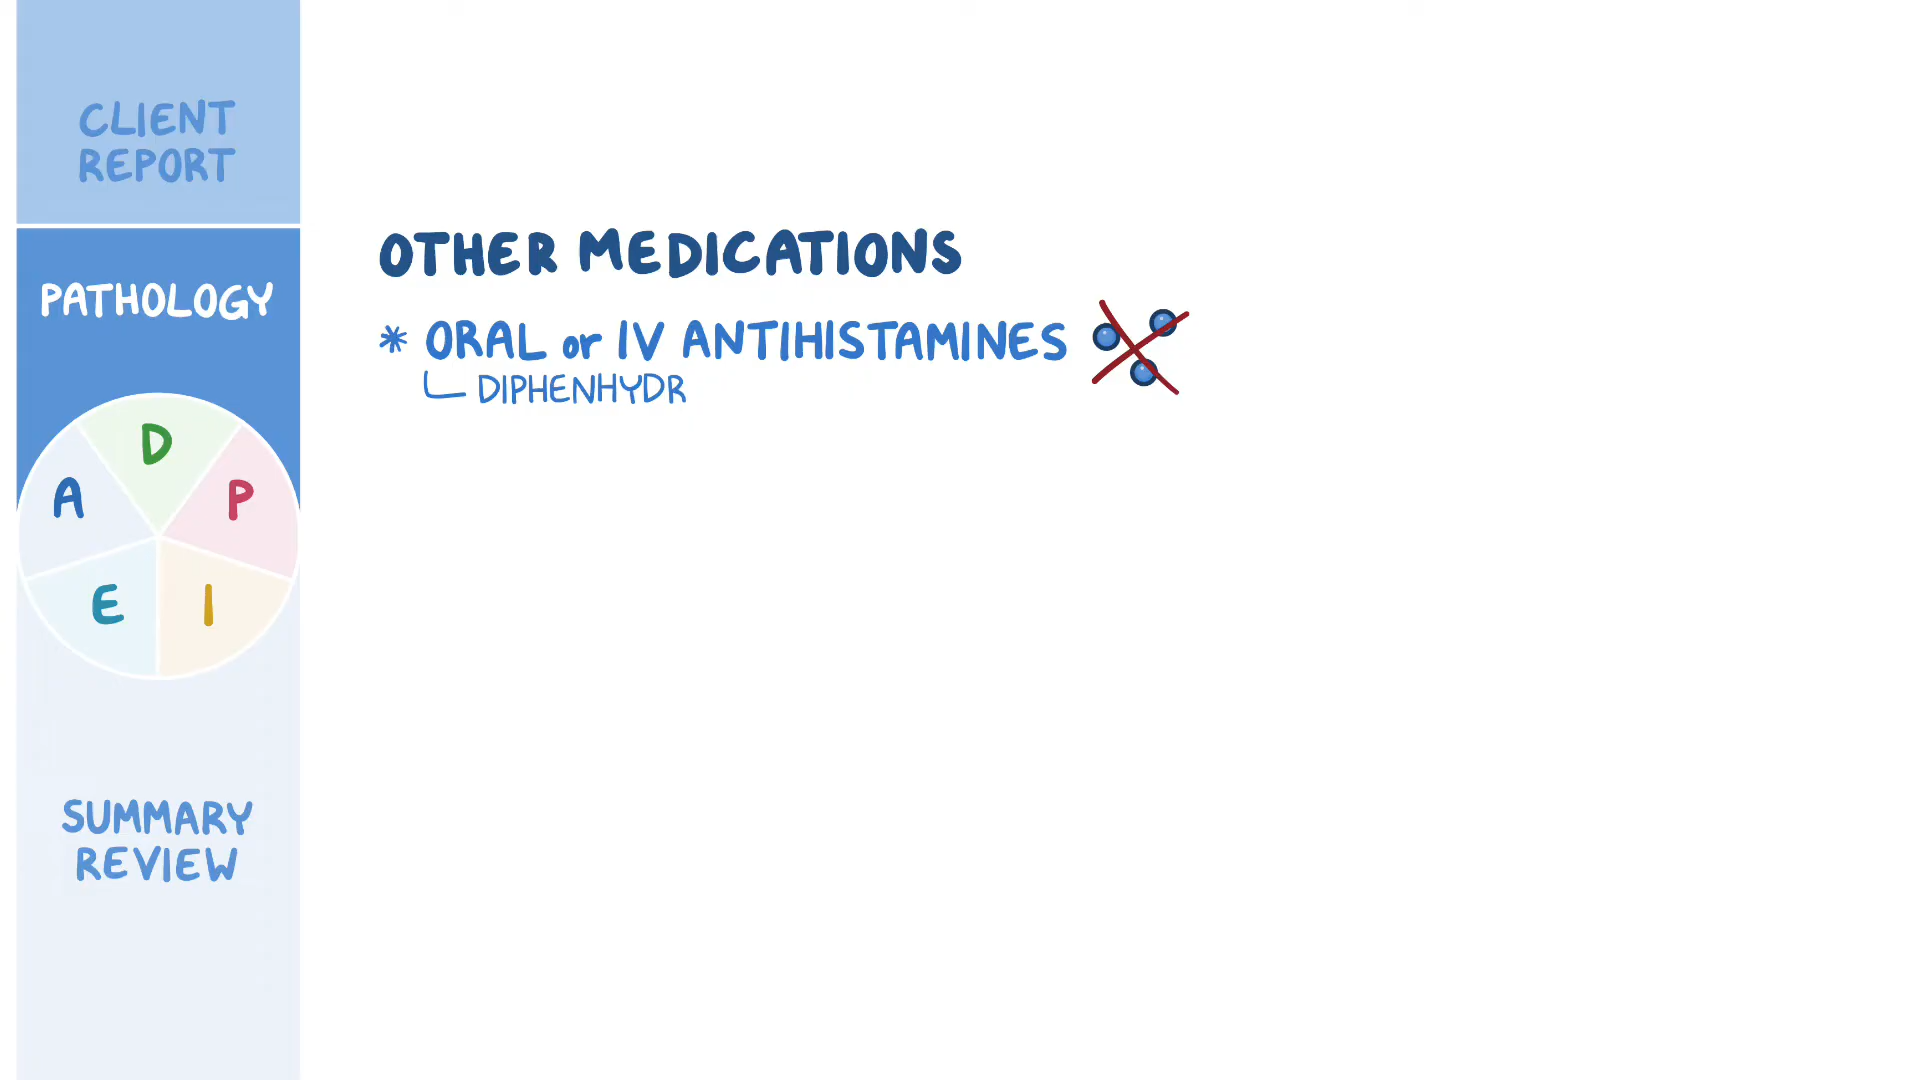 CLIENT
REPORT
PATHOLOGY
D
A
P
E
I
SUMMARY
REVIEW
OTHER MEDICATIONS
* ORAL or IV ANTIHISTAMINES
DIPHENHYDR